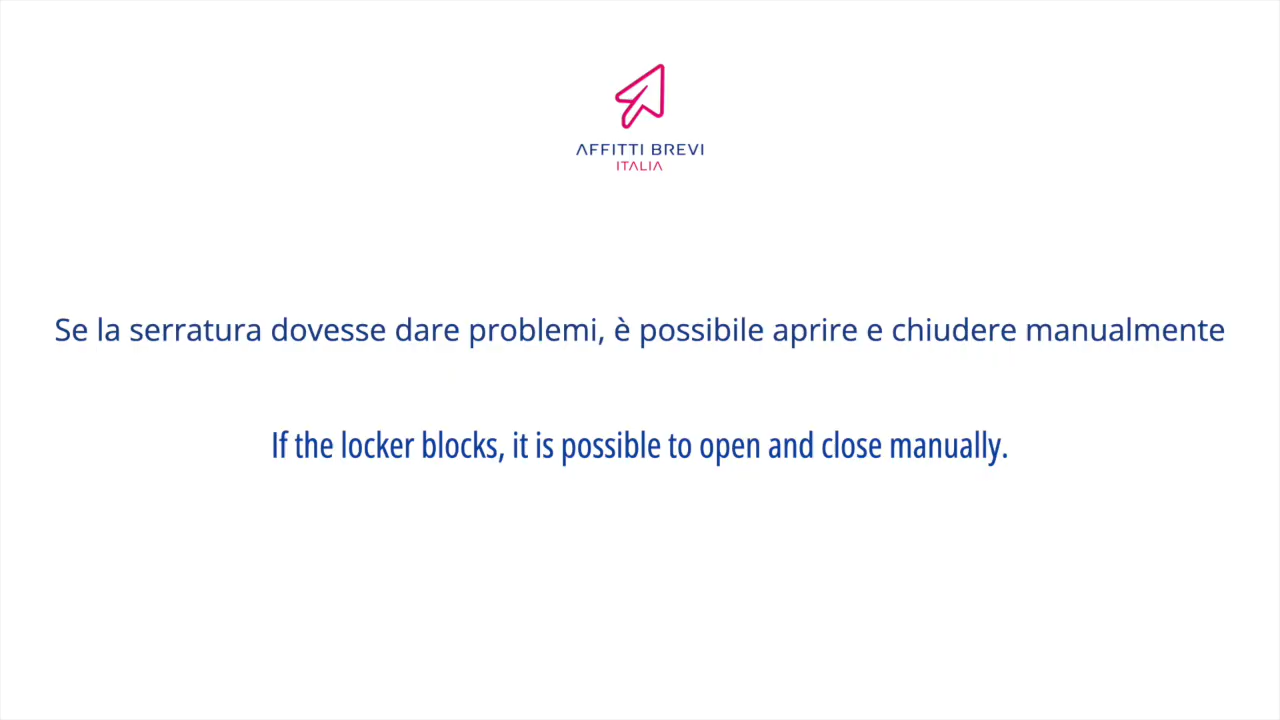 AFFITTI BREVI
ITALIA
Se la serratura dovesse dare problemi, è possibile aprire e chiudere manualmente
If the locker blocks, it is possible to open and close manually.